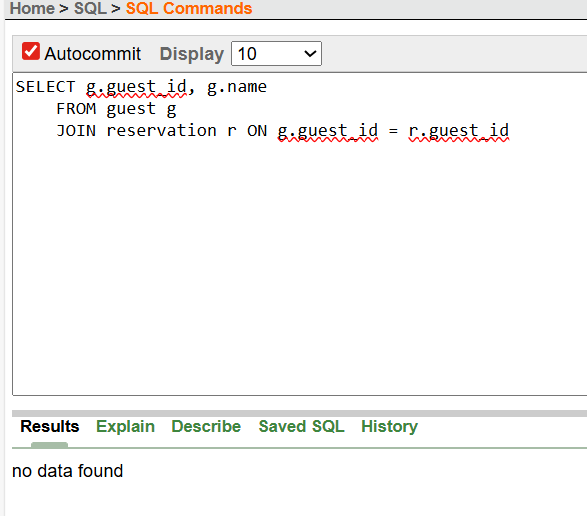 Home > SQL > SQL Commands
Autocommit Display 10
SELECT g.guest_id, g.name
FROM guest g
JOIN reservation r ON g.guest_id = r.guest_id
Results Explain Describe Saved SQL History
no data found